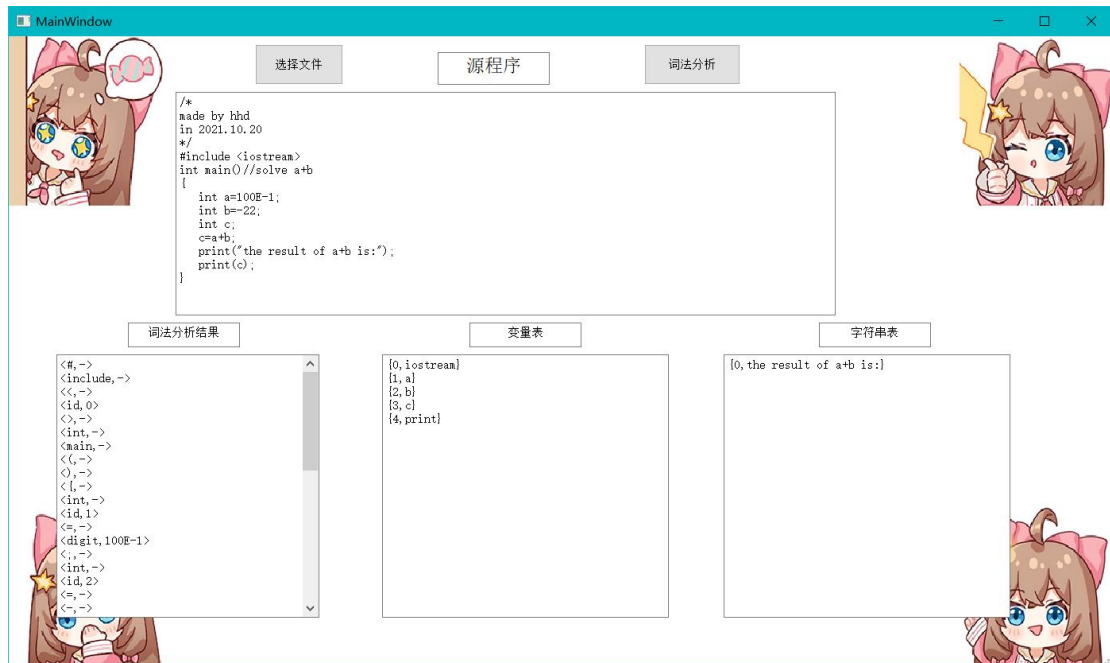 MainWindow
选择文件
源程序
词法分析
/*
made by hhd
in 2021.10.20
*/
#include <iostream>
int main()//solve a+b
{
int a=100E-1;
int b=-22;
int c;
c=a+b;
print("the result of a+b is:");
print(c);
}
词法分析结果
变量表
字符串表
<#,->
<include,->
<<,->
<id,0>
<>,->
<int,->
<main,->
<(,->
<),->
<{,->
<int,->
<id,1>
<=,->
<digit,100E-1>
<;,->
<int,->
<id,2>
<=,->
<-,->
{0,iostream}
{1,a}
{2,b}
{3,c}
{4,print}
{0,the result of a+b is:}